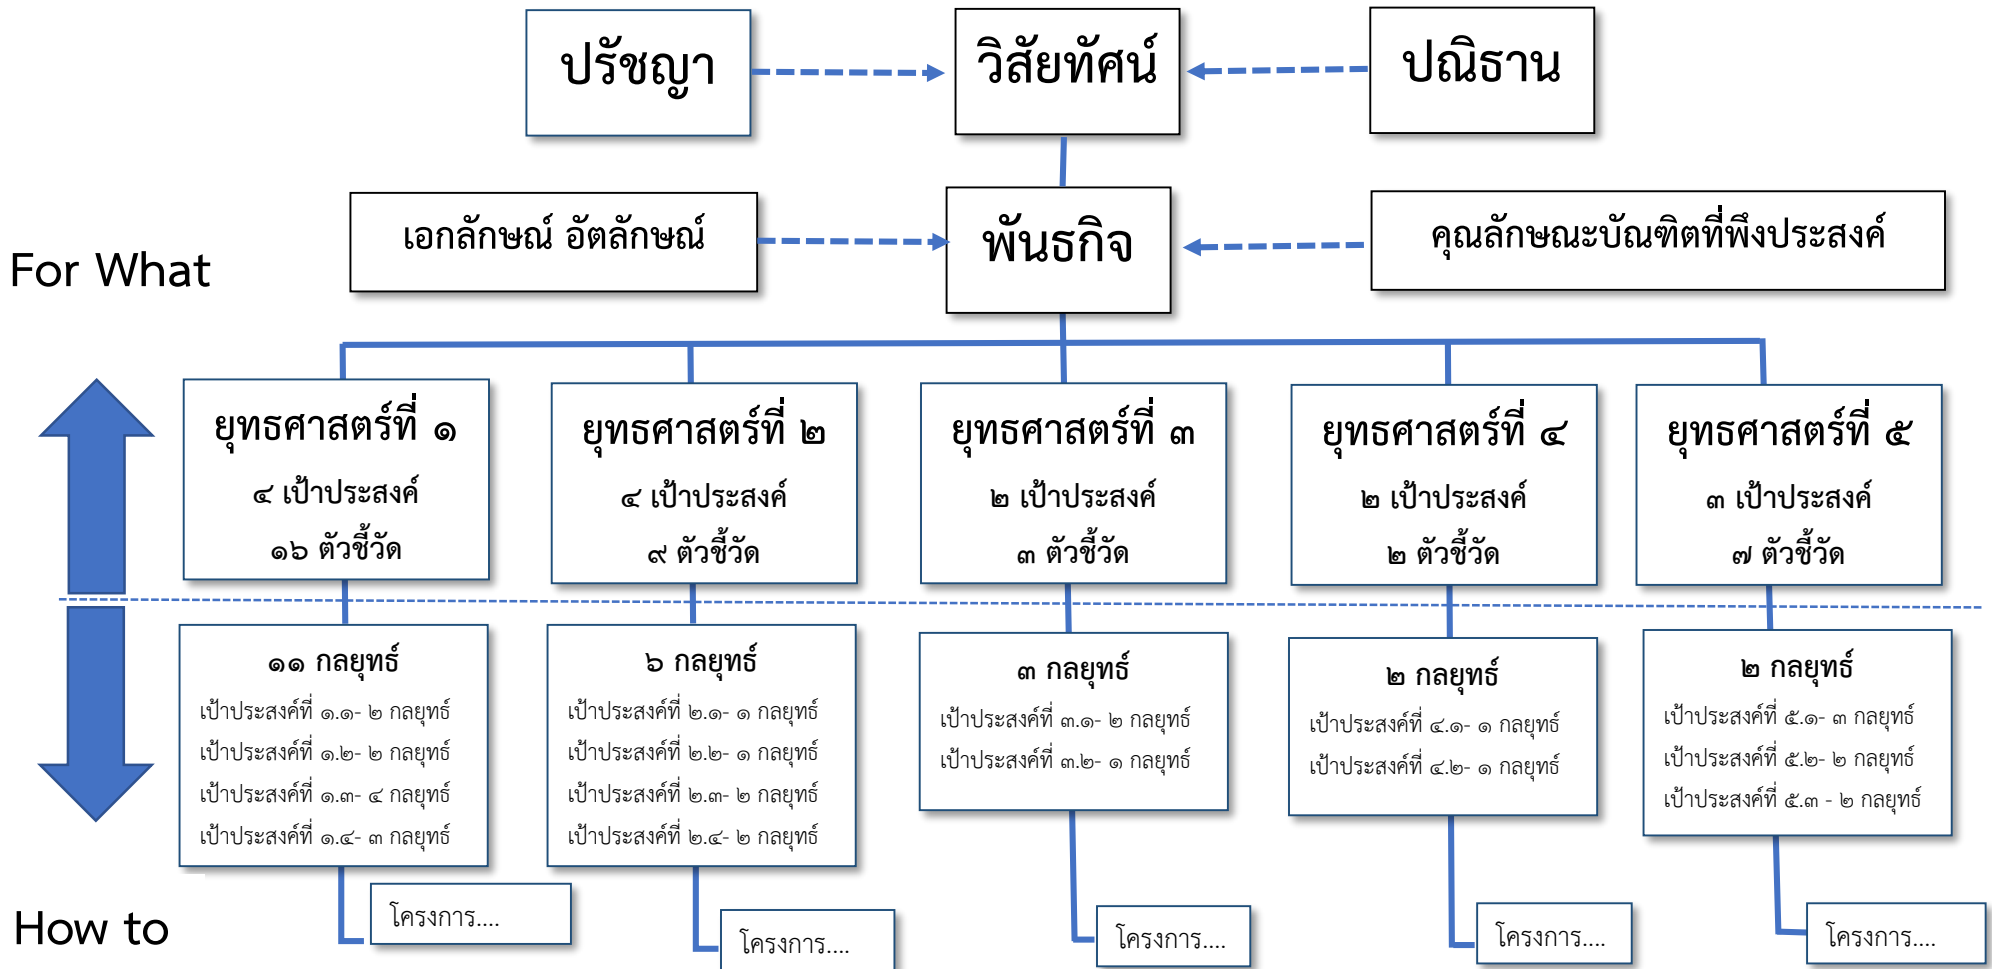 ปรัชญา
วิสัยทัศน์
ปณิธาน
เอกลักษณ์ อัตลักษณ์
พันธกิจ
คุณลักษณะบัณฑิตที่พึงประสงค์
For What
ยุทธศาสตร์ที่ ๑
๔ เป้าประสงค์
๑๖ ตัวชี้วัด
ยุทธศาสตร์ที่ ๒
๔ เป้าประสงค์
๙ ตัวชี้วัด
ยุทธศาสตร์ที่ ๓
๒ เป้าประสงค์
๓ ตัวชี้วัด
ยุทธศาสตร์ที่ ๔
๒ เป้าประสงค์
๒ ตัวชี้วัด
ยุทธศาสตร์ที่ ๕
๓ เป้าประสงค์
๗ ตัวชี้วัด
๑๑ กลยุทธ์
เป้าประสงค์ที่ ๑.๑- ๒ กลยุทธ์
เป้าประสงค์ที่ ๑.๒- ๒ กลยุทธ์
เป้าประสงค์ที่ ๑.๓- ๔ กลยุทธ์
เป้าประสงค์ที่ ๑.๔- ๓ กลยุทธ์
๖ กลยุทธ์
เป้าประสงค์ที่ ๒.๑- ๑ กลยุทธ์
เป้าประสงค์ที่ ๒.๒- ๑ กลยุทธ์
เป้าประสงค์ที่ ๒.๓- ๒ กลยุทธ์
เป้าประสงค์ที่ ๒.๔- ๒ กลยุทธ์
๓ กลยุทธ์
เป้าประสงค์ที่ ๓.๑- ๒ กลยุทธ์
เป้าประสงค์ที่ ๓.๒- ๑ กลยุทธ์
๒ กลยุทธ์
เป้าประสงค์ที่ ๔.๑- ๑ กลยุทธ์
เป้าประสงค์ที่ ๔.๒- ๑ กลยุทธ์
๒ กลยุทธ์
เป้าประสงค์ที่ ๕.๑- ๓ กลยุทธ์
เป้าประสงค์ที่ ๕.๒- ๒ กลยุทธ์
เป้าประสงค์ที่ ๕.๓ - ๒ กลยุทธ์
How to
โครงการ....
โครงการ....
โครงการ....
โครงการ....
โครงการ....